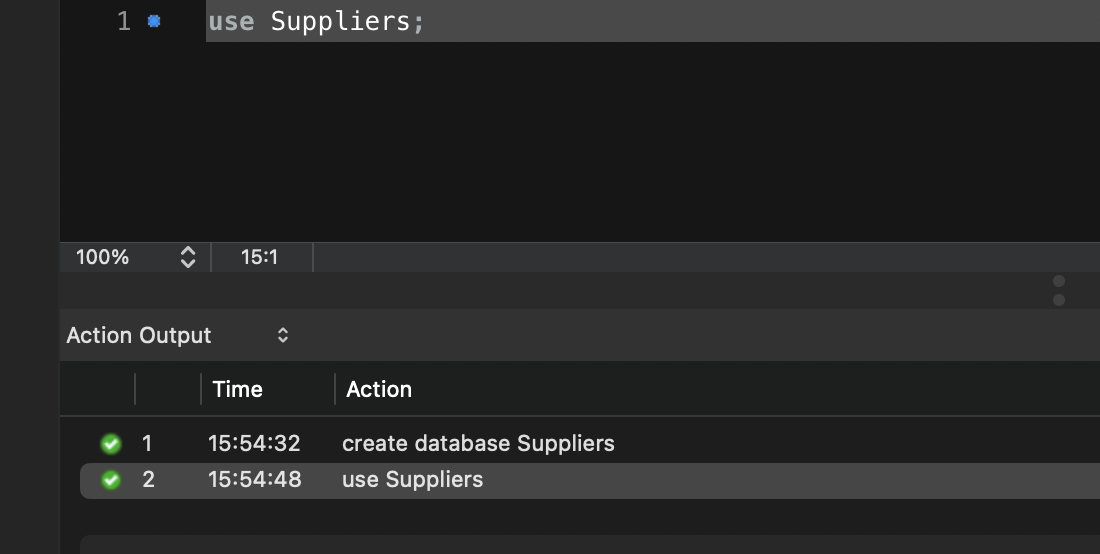 1 use Suppliers;
100% 15:1
Action Output
Time Action
1 15:54:32 create database Suppliers
2 15:54:48 use Suppliers